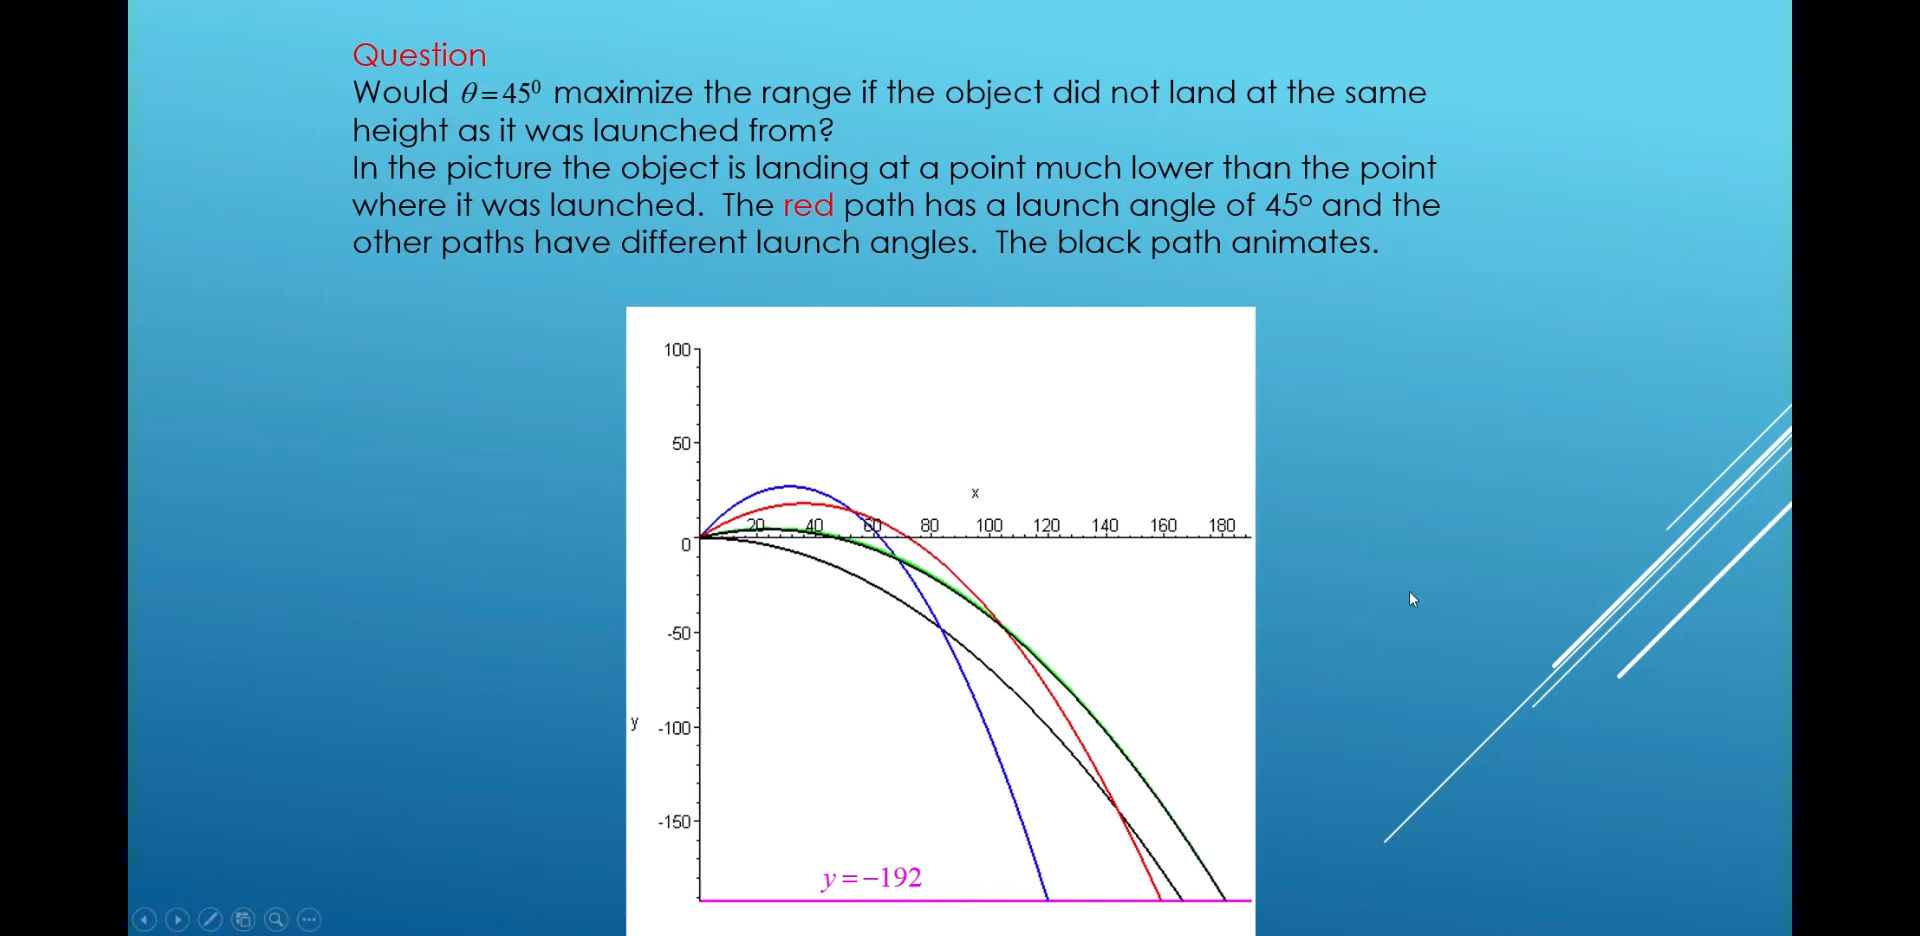 Question
Would θ=45⁰ maximize the range if the object did not land at the same
height as it was launched from?
In the picture the object is landing at a point much lower than the point
where it was launched. The red path has a launch angle of 45° and the
other paths have different launch angles. The black path animates.
100
50
x
20 40 60 80 100 120 140 160 180
0
-50
y
-100
-150
y=−192